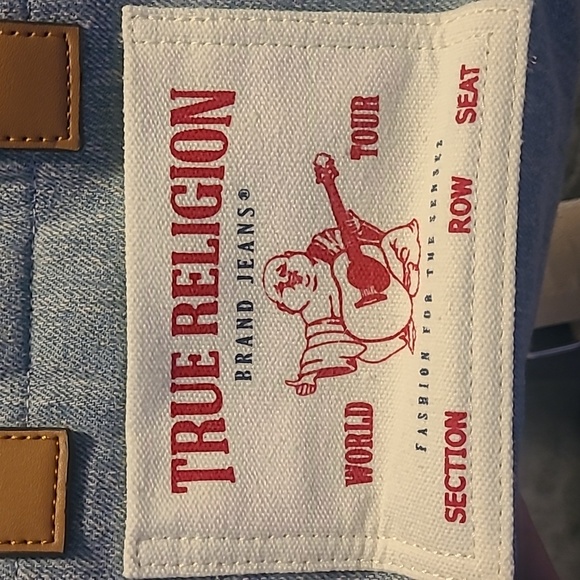 TRUE RELIGION
BRAND JEANS®
WORLD TOUR
FASHION FOR THE SENSES
SECTION ROW SEAT